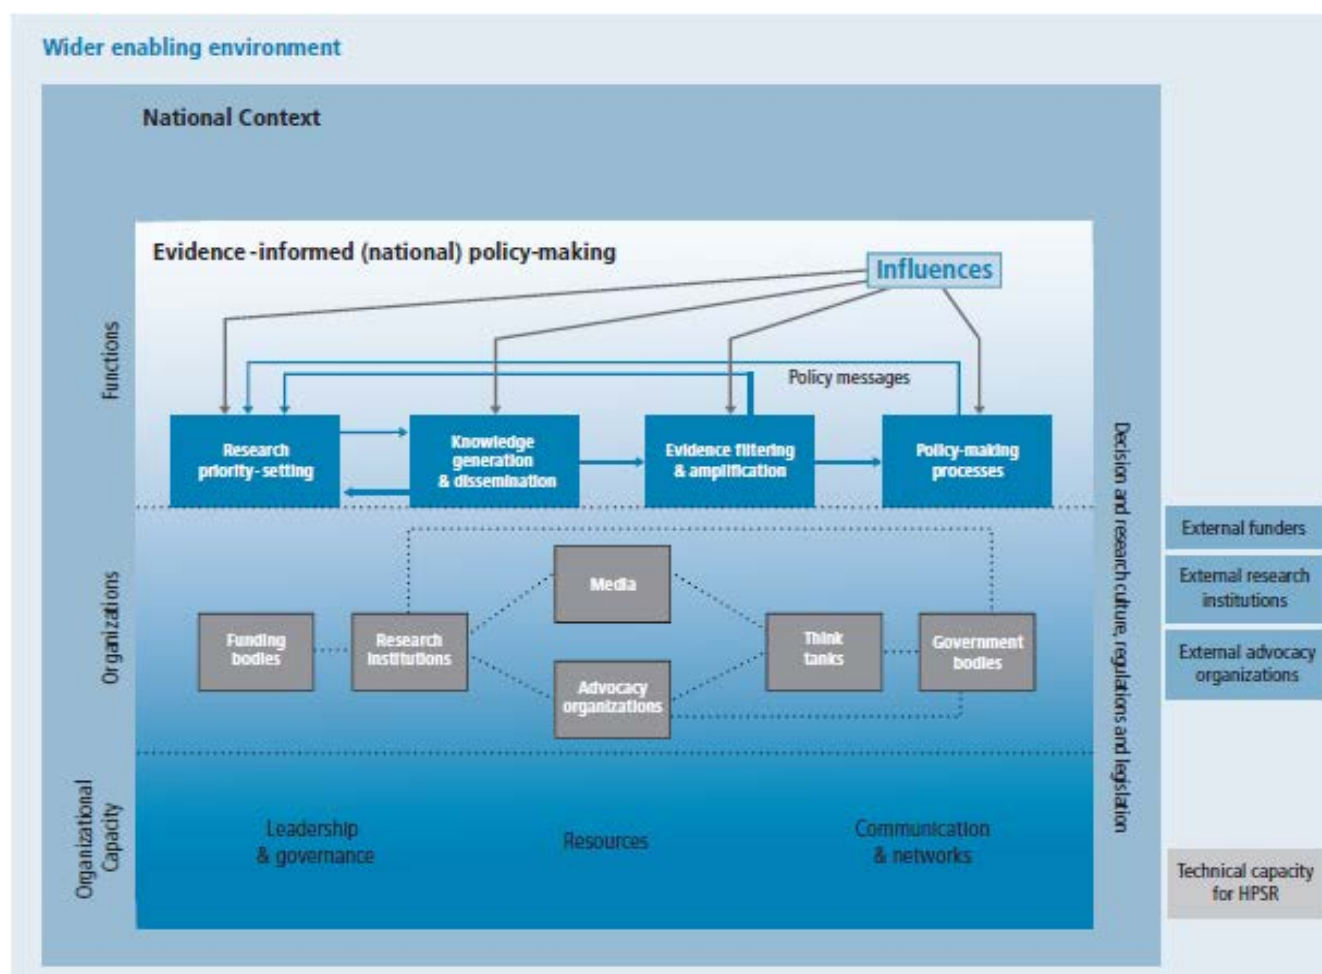 Wider enabling environment
National Context
Evidence-informed (national) policy-making
Influences
Functions
Policy messages
Research
priority-setting
Knowledge
generation
& dissemination
Evidence filtering
& amplification
Policy-making
processes
Organizations
Funding
bodies
Research
Institutions
Media
Advocacy
organizations
Think
tanks
Government
bodies
Organizational
Capacity
Leadership
& governance
Resources
Communication
& networks
Decision and research culture, regulations and legislation
External funders
External research
institutions
External advocacy
organizations
Technical capacity
for HPSR